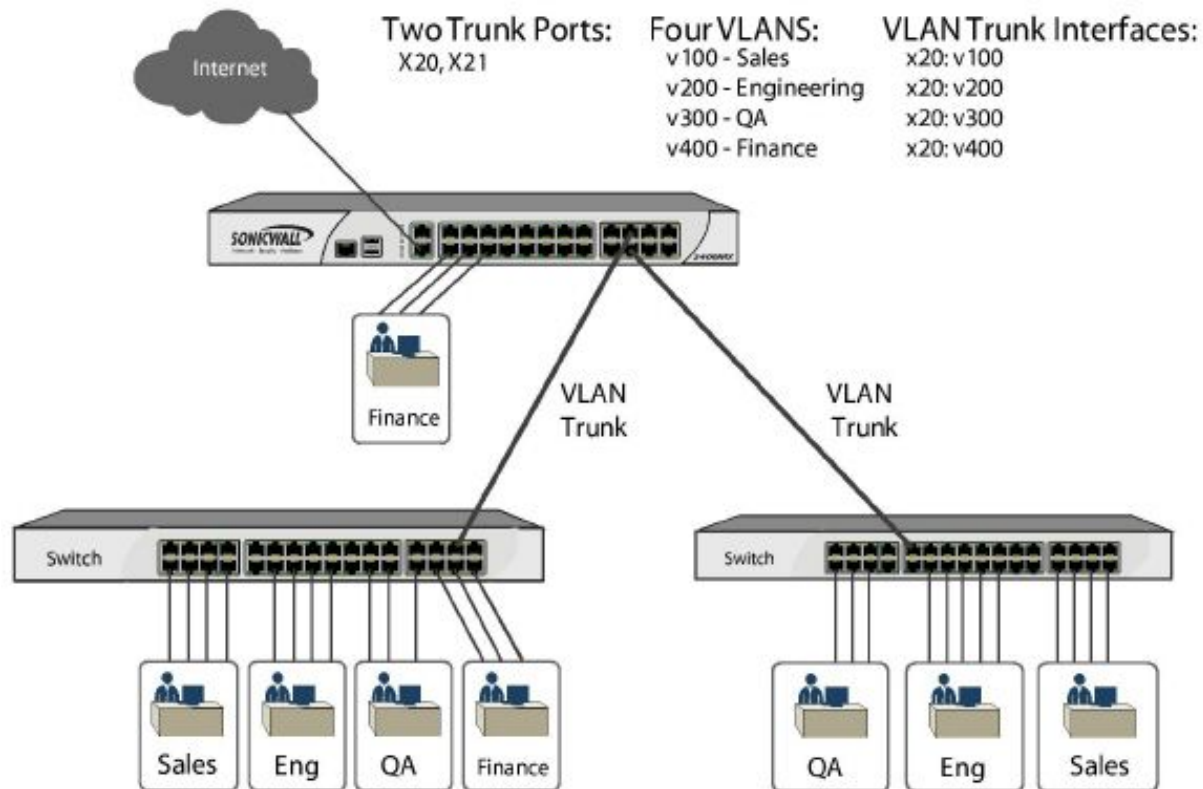 Two Trunk Ports:
X20, X21
Four VLANS:
v100 - Sales
v200 - Engineering
v300 - QA
v400 - Finance
VLAN Trunk Interfaces:
x20: v100
x20: v200
x20: v300
x20: v400
Internet
SONICWALL
Finance
VLAN
Trunk
VLAN
Trunk
Switch
Switch
Sales
Eng
QA
Finance
QA
Eng
Sales